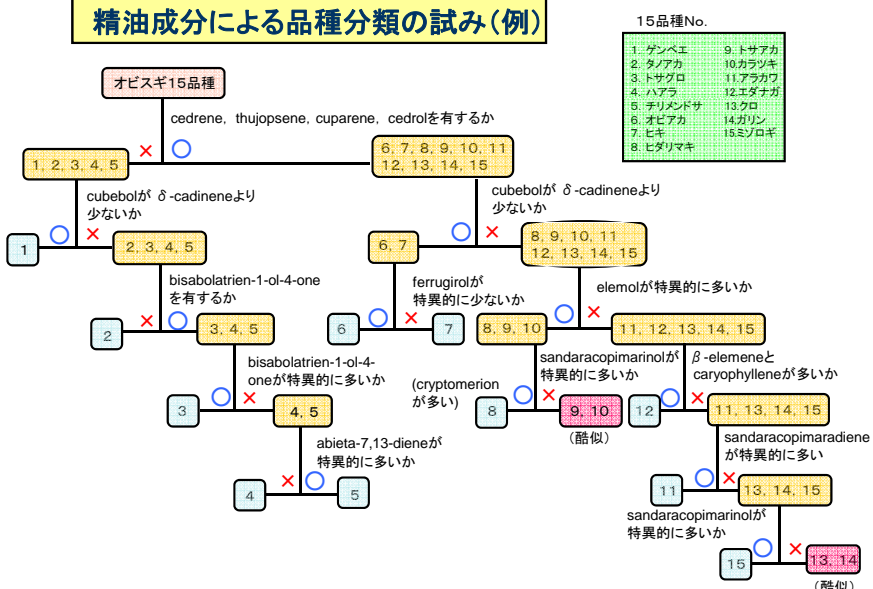 精油成分による品種分類の試み(例)
15品種No.
1. ゲンベエ
2. タノアカ
3. トサグロ
4. ハアラ
5. チリメンドサ
6. オビアカ
7. ヒキ
8. ヒダリマキ
9. トサアカ
10.カラツキ
11.アラカワ
12.エダナガ
13.クロ
14.ガリン
15.ミゾロギ
オビスギ15品種
cedrene, thujopsene, cuparene, cedrolを有するか
× ○
1, 2, 3, 4, 5
6, 7, 8, 9, 10, 11
12, 13, 14, 15
cubebolが δ-cadineneより
少ないか
○ ×
1
2, 3, 4, 5
cubebolが δ-cadineneより
少ないか
○ ×
6, 7
8, 9, 10, 11
12, 13, 14, 15
bisabolatrien-1-ol-4-one
を有するか
× ○
2
3, 4, 5
ferrugirolが
特異的に少ないか
○ ×
6
7
elemolが特異的に多いか
○ ×
8, 9, 10
11, 12, 13, 14, 15
bisabolatrien-1-ol-4-
oneが特異的に多いか
○ ×
3
4, 5
sandaracopimarinolが
特異的に多いか
(cryptomerion
が多い)
○ ×
8
9, 10
(酷似)
β-elemeneと
caryophylleneが多いか
○ ×
12
11, 13, 14, 15
abieta-7,13-dieneが
特異的に多いか
× ○
4
5
sandaracopimaradiene
が特異的に多い
○ ×
11
13, 14, 15
sandaracopimarinolが
特異的に多いか
○ ×
15
13, 14
(酷似)